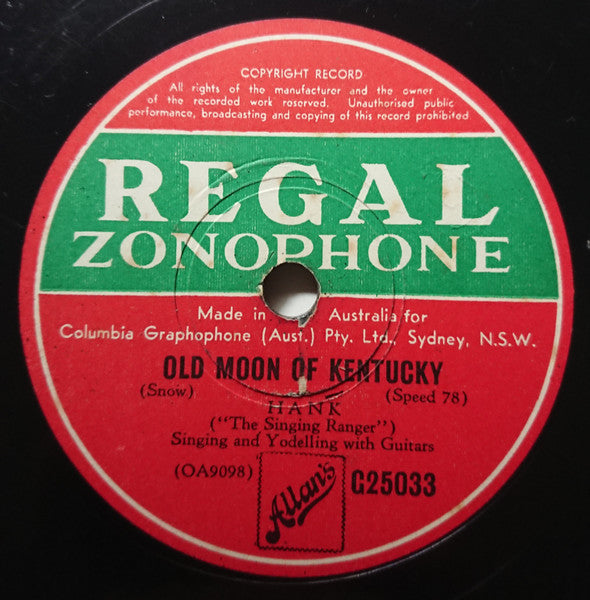 COPYRIGHT RECORD
All rights of the manufacturer and the owner
of the recorded work reserved. Unauthorised public
performance, broadcasting and copying of this record prohibited
REGAL
ZONOPHONE
Made in Australia for
Columbia Graphophone (Aust.) Pty. Ltd., Sydney, N.S.W.
OLD MOON OF KENTUCKY
(Snow) (Speed 78)
HANK
("The Singing Ranger")
Singing and Yodelling with Guitars
(OA9098) Allan's G25033